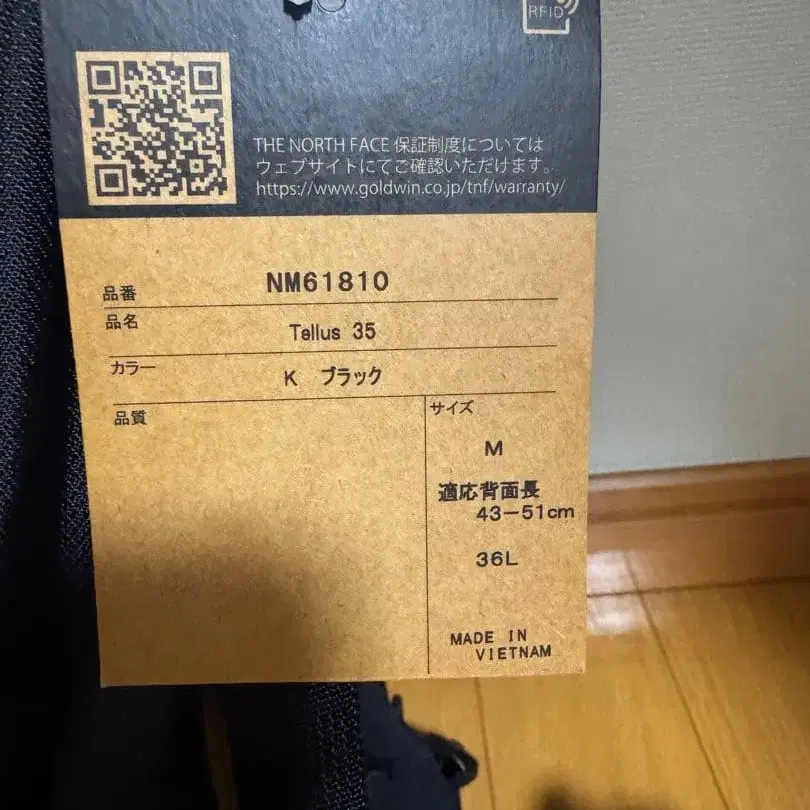 RFID
THE NORTH FACE 保証制度については
ウェブサイトにてご確認いただけます。
https://www.goldwin.co.jp/tnf/warranty/
品番 NM61810
品名 Tellus 35
カラー K ブラック
品質
サイズ
M
適応背面長
43-51cm
36L
MADE IN
VIETNAM